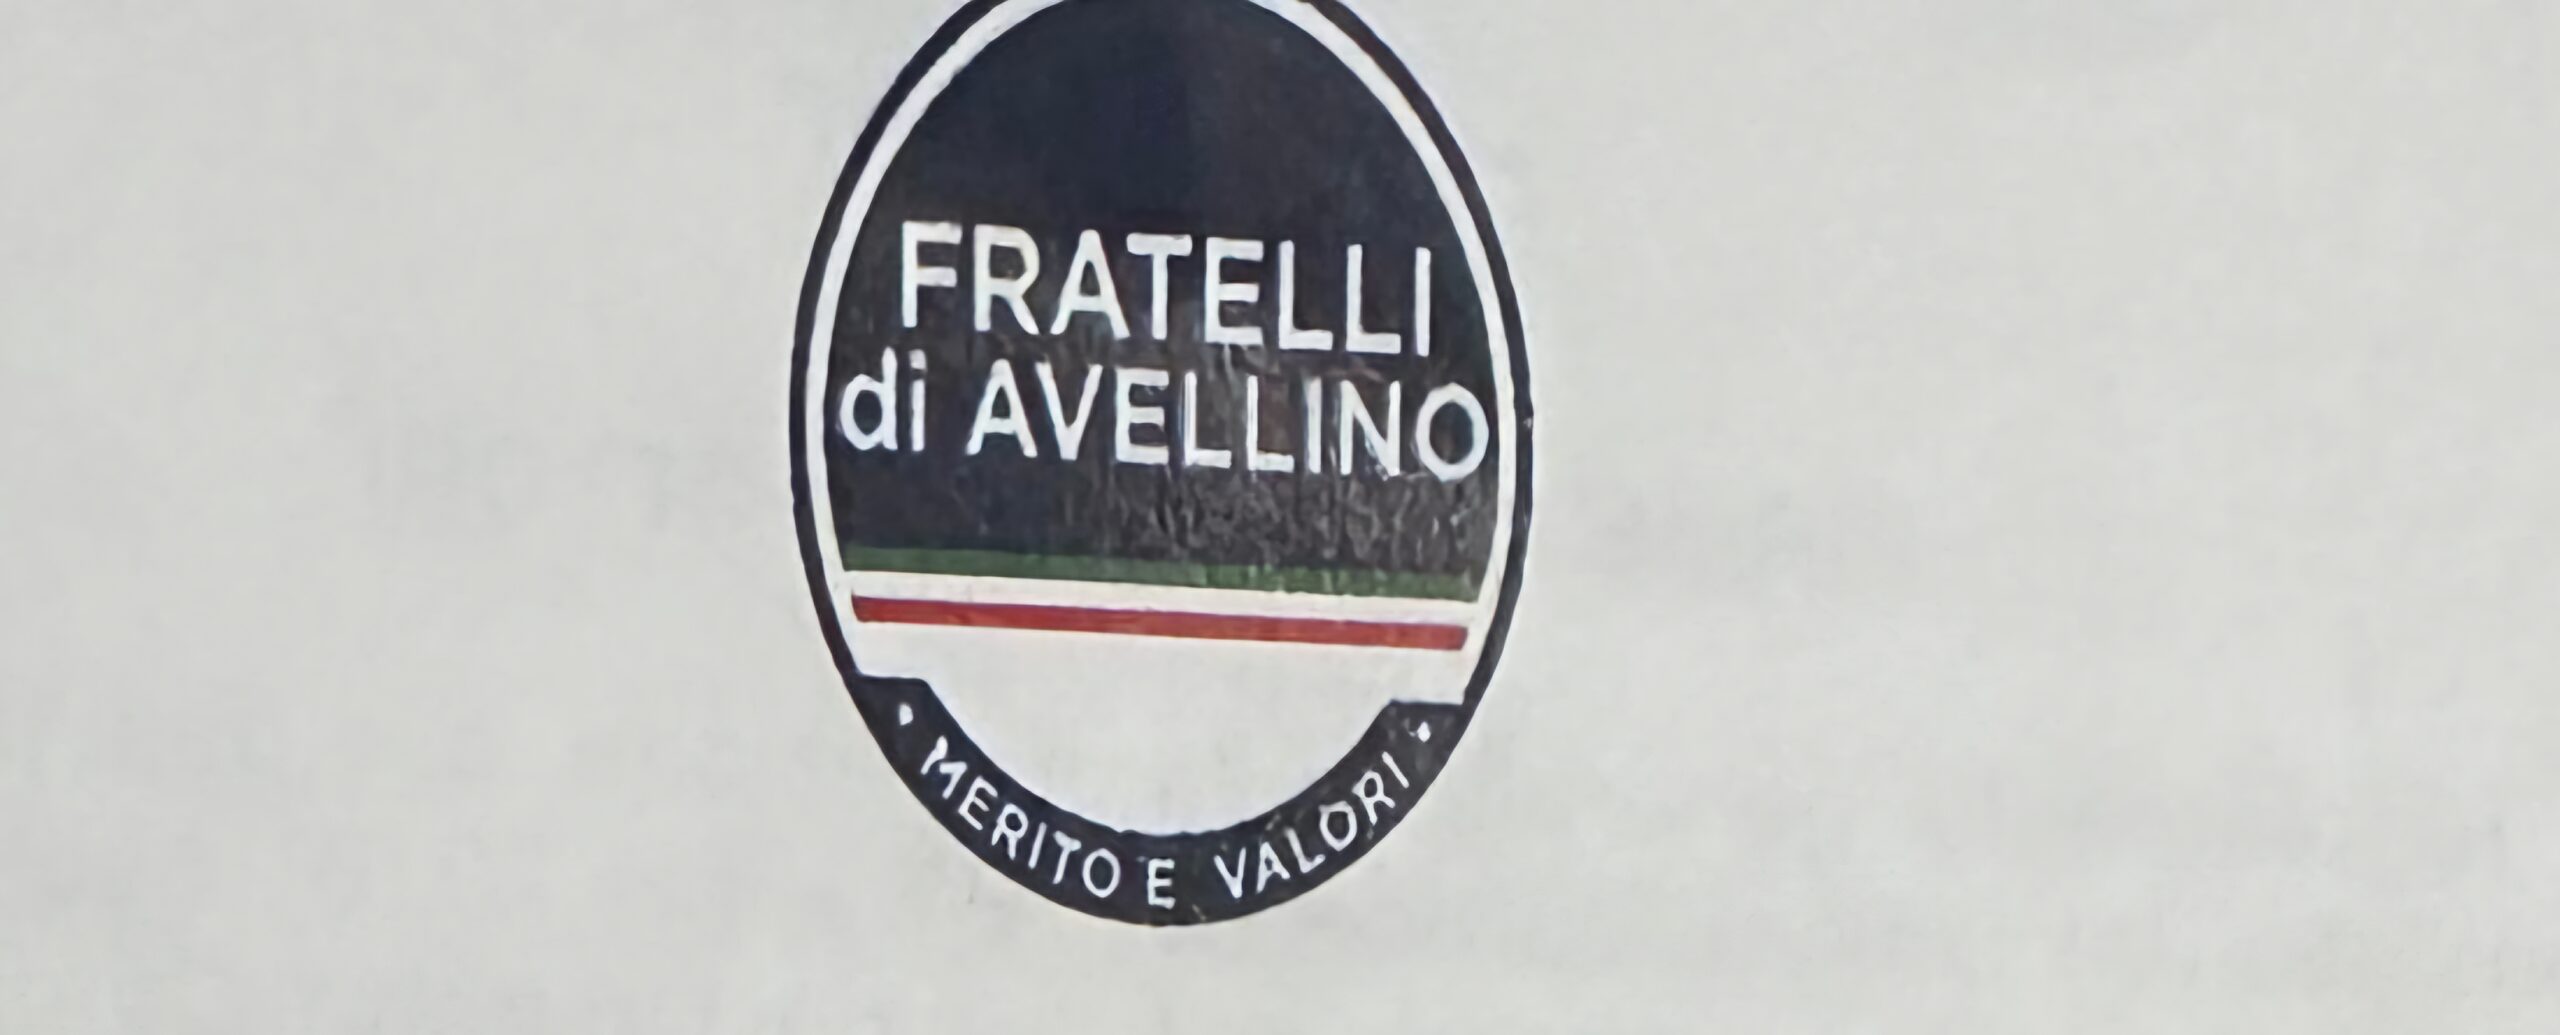 FRATELLI
di AVELLINO
• MERITO E VALORI •